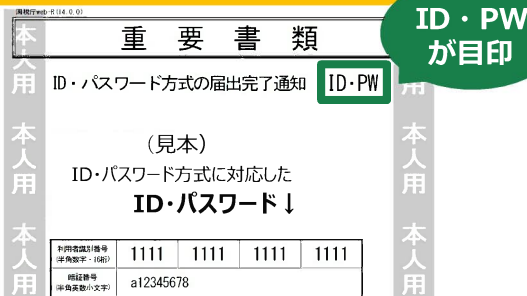 国税庁web-R(14.0.0)
重要書類
ID・PW
が目印
ID・パスワード方式の届出完了通知
ID・PW
(見本)
ID・パスワード方式に対応した
ID・パスワード↓
利用者識別番号
(半角数字・16桁)
1111 1111 1111 1111
暗証番号
(半角英数小文字)
a12345678
本人用
本人用
本人用
本人用
本人用
本人用